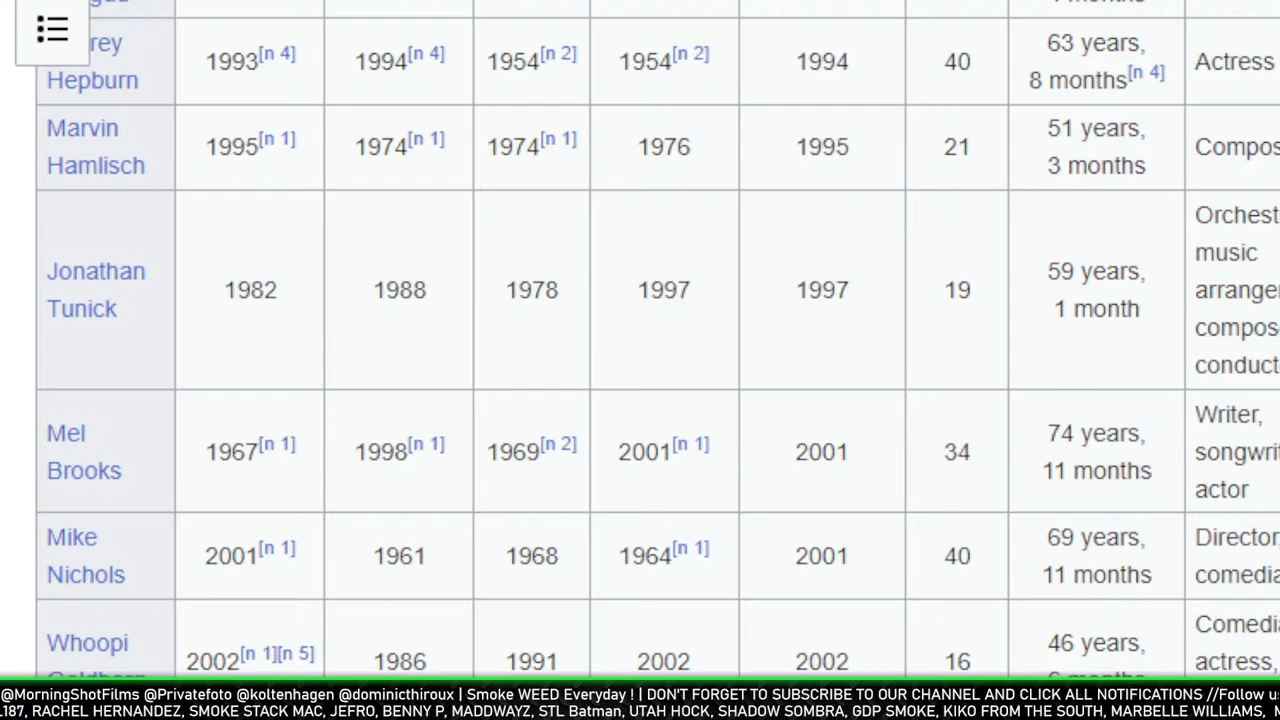 rey
Hepburn
1993[n 4]
1994[n 4]
1954[n 2]
1954[n 2]
1994
40
63 years,
8 months[n 4]
Actress
Marvin
Hamlisch
1995[n 1]
1974[n 1]
1974[n 1]
1976
1995
21
51 years,
3 months
Compos
Jonathan
Tunick
1982
1988
1978
1997
1997
19
59 years,
1 month
Orchest
music
arrange
compos
conduct
Mel
Brooks
1967[n 1]
1998[n 1]
1969[n 2]
2001[n 1]
2001
34
74 years,
11 months
Writer,
songwri
actor
Mike
Nichols
2001[n 1]
1961
1968
1964[n 1]
2001
40
69 years,
11 months
Director,
comedia
Whoopi
2002[n 1][n 5]
1986
1991
2002
2002
16
46 years,
Comedi
actress,
@MorningShotFilms @Privatefoto @koltenhagen @dominicthiroux | Smoke WEED Everyday ! | DON'T FORGET TO SUBSCRIBE TO OUR CHANNEL AND CLICK ALL NOTIFICATIONS //Follow u
L187, RACHEL HERNANDEZ, SMOKE STACK MAC, JEFRO, BENNY P, MADDWAYZ, STL Batman, UTAH HOCK, SHADOW SOMBRA, GDP SMOKE, KIKO FROM THE SOUTH, MARBELLE WILLIAMS,